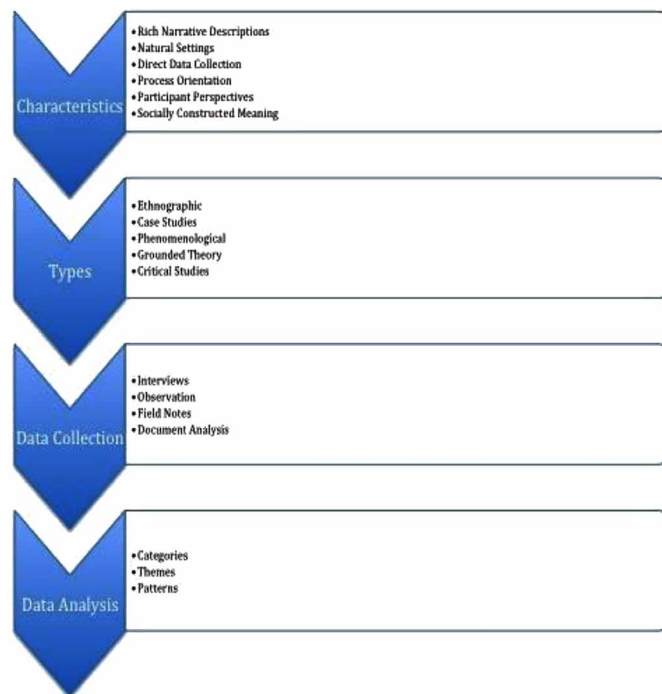 Characteristics
•Rich Narrative Descriptions
•Natural Settings
•Direct Data Collection
•Process Orientation
•Participant Perspectives
•Socially Constructed Meaning
Types
•Ethnographic
•Case Studies
•Phenomenological
•Grounded Theory
•Critical Studies
Data Collection
•Interviews
•Observation
•Field Notes
•Document Analysis
Data Analysis
•Categories
•Themes
•Patterns